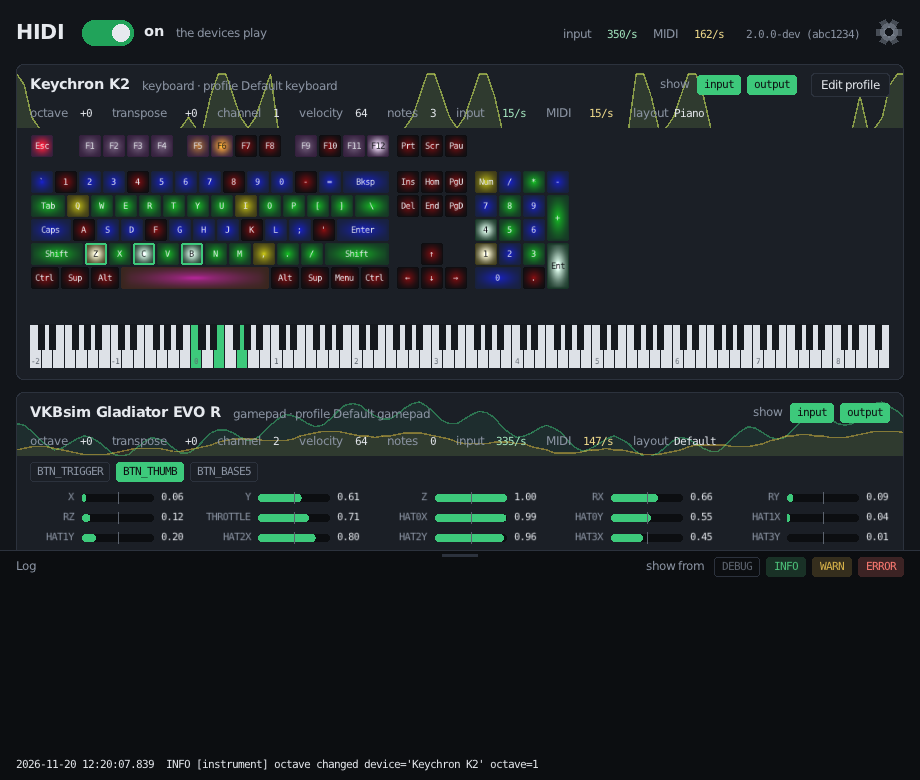 HIDI on the devices play input 350/s MIDI 162/s 2.0.0-dev (abc1234)
Keychron K2 keyboard · profile Default keyboard show input output Edit profile
octave +0 transpose +0 channel 1 velocity 64 notes 3 input 15/s MIDI 15/s layout Piano
Esc F1 F2 F3 F4 F5 F6 F7 F8 F9 F10 F11 F12 Prt Scr Pau
` 1 2 3 4 5 6 7 8 9 0 - = Bksp Ins Hom PgU Num / * -
Tab Q W E R T Y U I O P [ ] \ Del End PgD 7 8 9 +
Caps A S D F G H J K L ; ' Enter 4 5 6
Shift Z X C V B N M , . / Shift ↑ 1 2 3 Ent
Ctrl Sup Alt Alt Sup Menu Ctrl ← ↓ → 0 .
-2 -1 0 1 2 3 4 5 6 7 8
VKBsim Gladiator EVO R gamepad · profile Default gamepad show input output
octave +0 transpose +0 channel 2 velocity 64 notes 0 input 335/s MIDI 147/s layout Default
BTN_TRIGGER BTN_THUMB BTN_BASE5
X 0.06 Y 0.61 Z 1.00 RX 0.66 RY 0.09
RZ 0.12 THROTTLE 0.71 HAT0X 0.99 HAT0Y 0.55 HAT1X 0.04
HAT1Y 0.20 HAT2X 0.80 HAT2Y 0.96 HAT3X 0.45 HAT3Y 0.01
Log show from DEBUG INFO WARN ERROR
2026-11-20 12:20:07.839 INFO [instrument] octave changed device='Keychron K2' octave=1